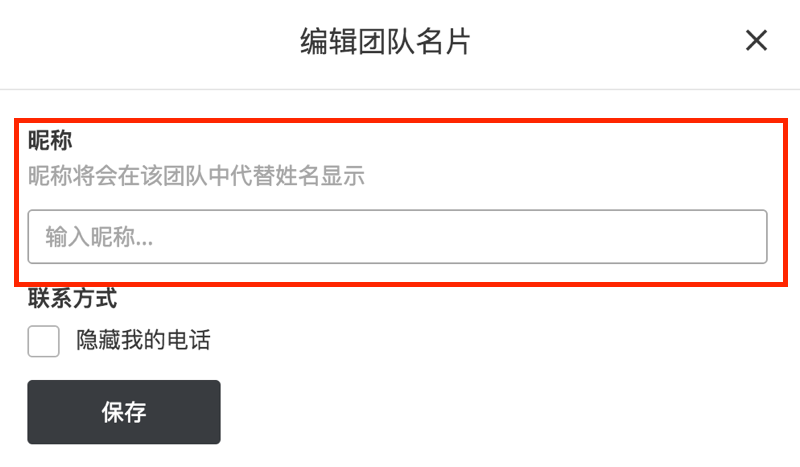 编辑团队名片
昵称
昵称将会在该团队中代替姓名显示
输入昵称...
联系方式
隐藏我的电话
保存